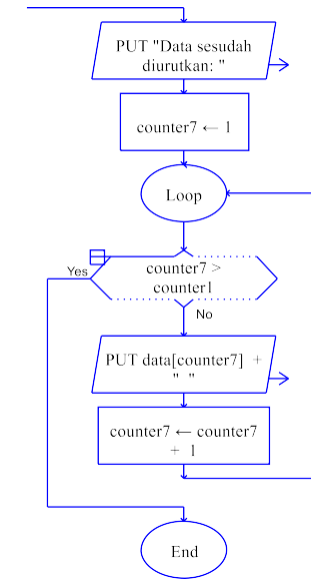 PUT "Data sesudah
diurutkan: "
counter7 ← 1
Loop
Yes
counter7 >
counter1
No
PUT data[counter7] +
" "
counter7 ← counter7
+ 1
End